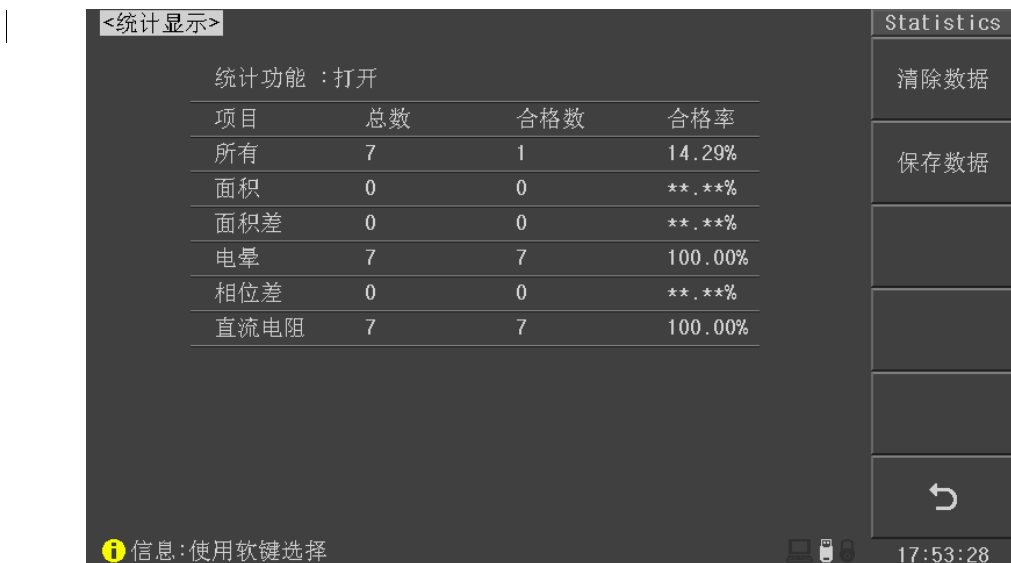 <统计显示>
Statistics
统计功能 :打开
清除数据
项目 总数 合格数 合格率
所有 7 1 14.29%
保存数据
面积 0 0 **.**%
面积差 0 0 **.**%
电晕 7 7 100.00%
相位差 0 0 **.**%
直流电阻 7 7 100.00%
信息:使用软键选择
17:53:28